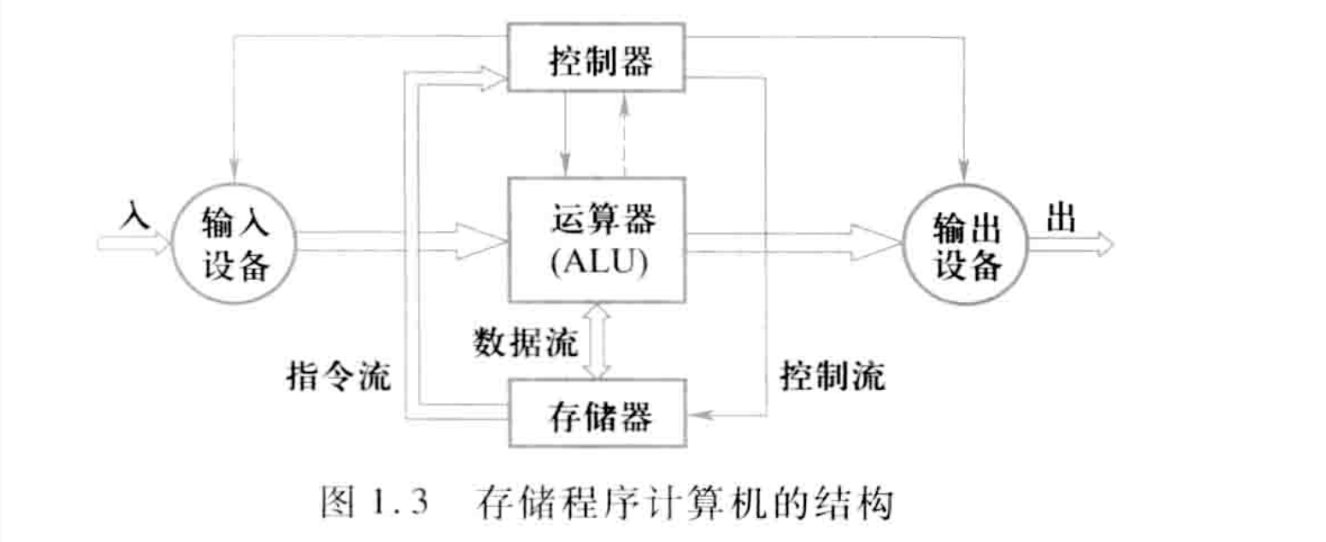 控制器
入
输入
设备
运算器
(ALU)
输出
设备
出
数据流
指令流
控制流
存储器
图 1.3 存储程序计算机的结构